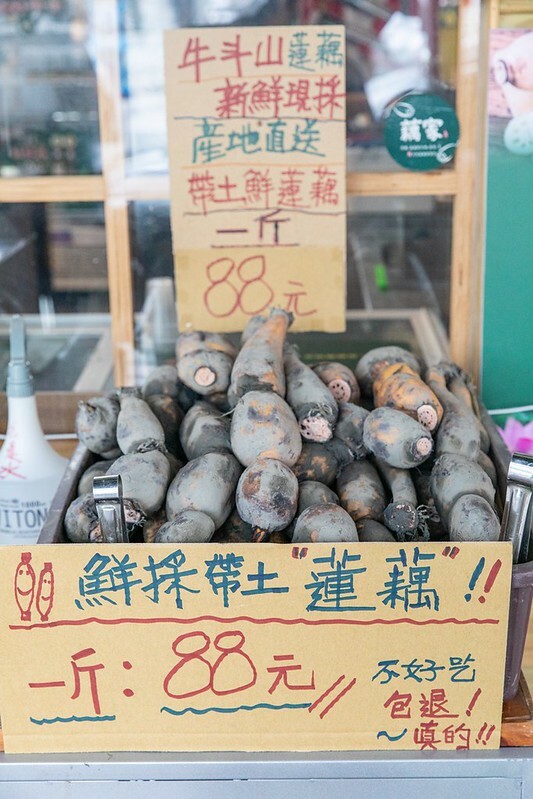 牛斗山蓮藕
新鮮現採
產地直送
帶土鮮蓮藕
一斤
88元
藕家
鮮採帶土"蓮藕"!!
一斤：88元//
不好吃
包退！
～真的!!
水
VITON